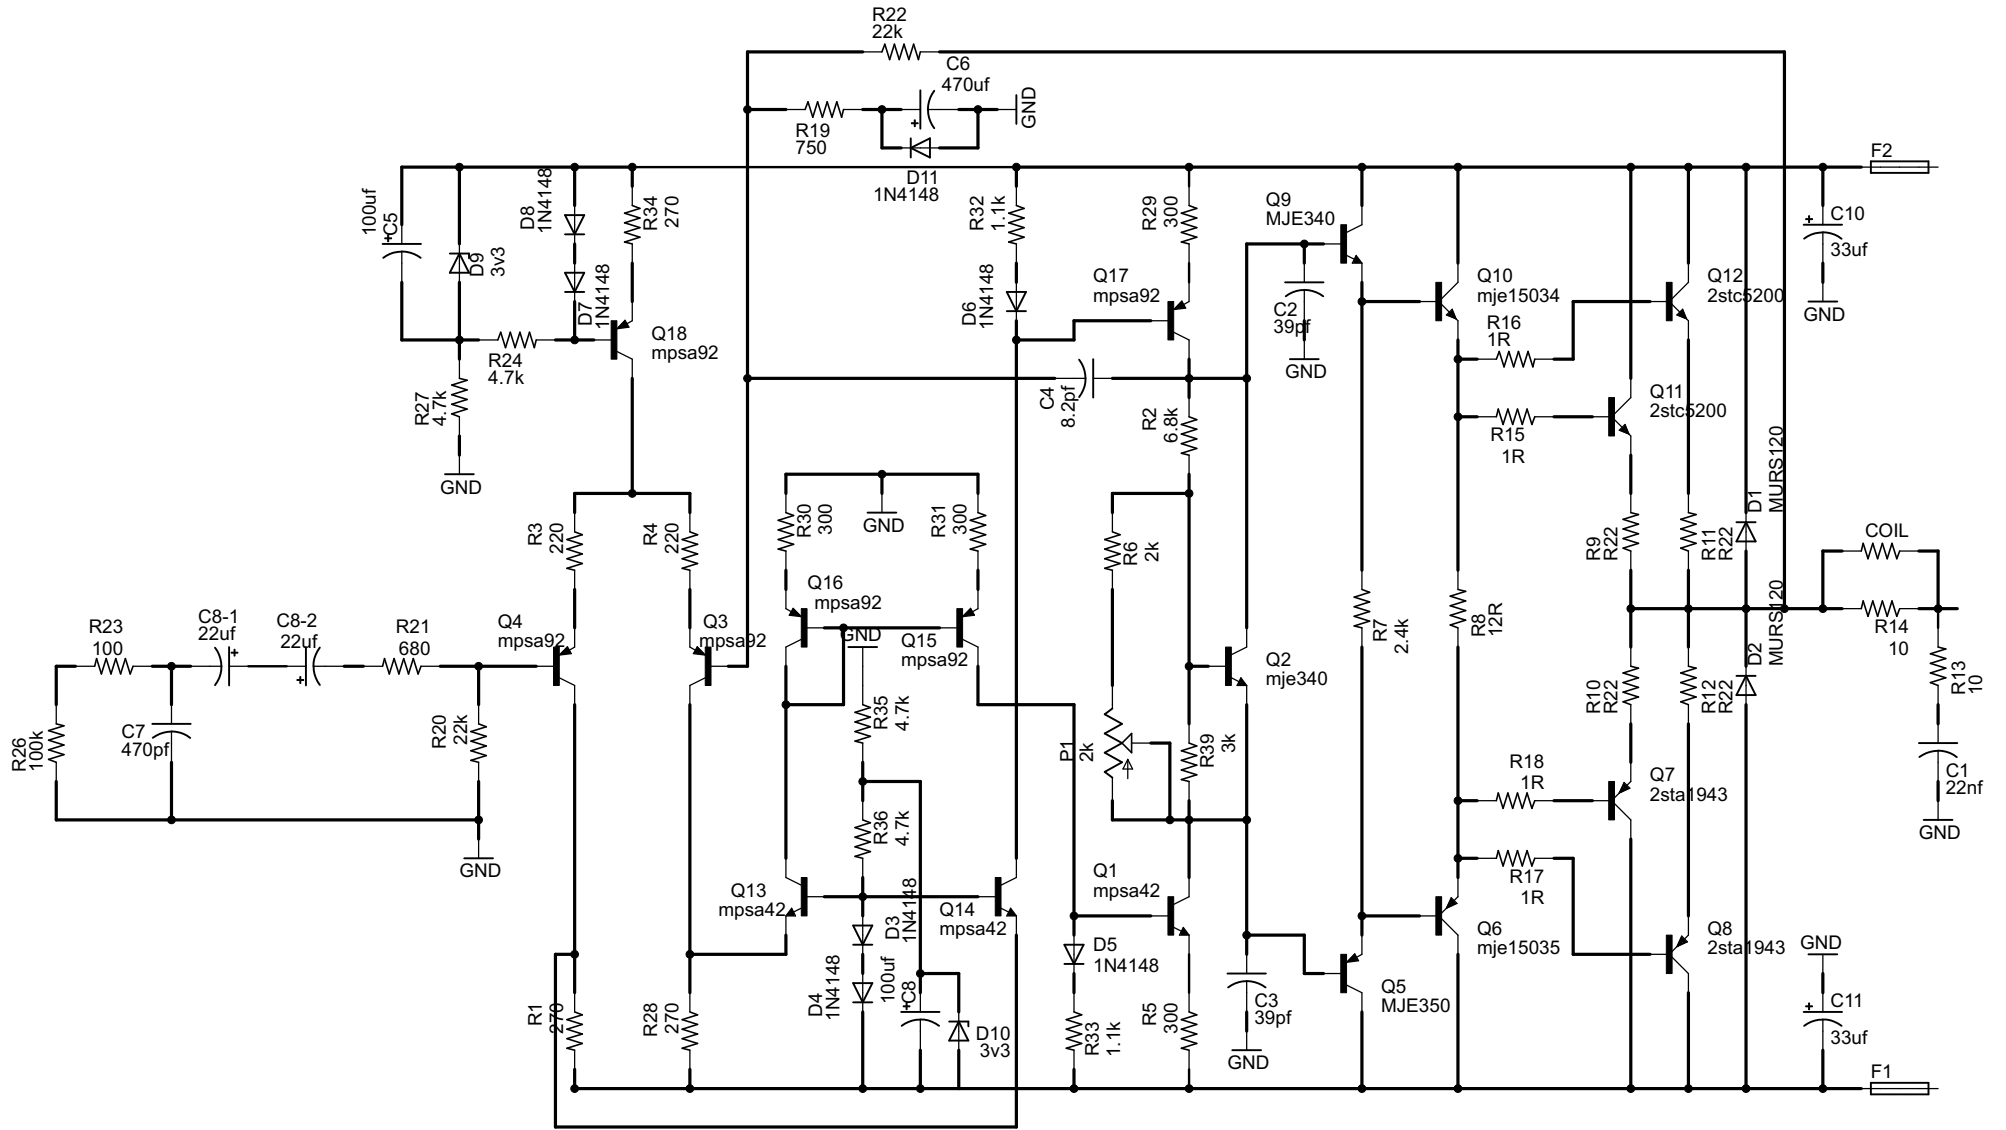 R22
22k
C6
470uf
GND
R19
750
D11
1N4148
F2
100uf
C5
D9
3v3
D8
1N4148
D7
1N4148
R34
270
Q18
mpsa92
R24
4.7k
R27
4.7k
GND
R32
1.1k
D6
1N4148
R29
300
Q17
mpsa92
C4
8.2pf
R2
6.8k
Q9
MJE340
C2
39pf
GND
Q10
mje15034
R16
1R
R15
1R
Q12
2stc5200
Q11
2stc5200
C10
33uf
GND
R3
220
R4
220
R30
300
GND
R31
300
R6
2k
R9
R22
R11
R22
D1
MURS120
COIL
R14
10
R13
10
C1
22nf
GND
R23
100
C8-1
22uf
C8-2
22uf
R21
680
Q4
mpsa92
Q3
mpsa92
Q16
mpsa92
GND
Q15
mpsa92
Q2
mje340
R7
2.4k
R8
12R
R10
R22
R12
R22
D2
MURS120
R26
100k
C7
470pf
R20
22k
GND
R35
4.7k
R36
4.7k
P1
2k
R39
3k
R18
1R
Q7
2sta1943
R17
1R
Q13
mpsa42
D3
1N4148
Q14
mpsa42
Q1
mpsa42
D5
1N4148
Q6
mje15035
Q8
2sta1943
GND
C11
33uf
R1
270
R28
270
D4
1N4148
100uf
C8
D10
3v3
R33
1.1k
R5
300
C3
39pf
GND
Q5
MJE350
F1